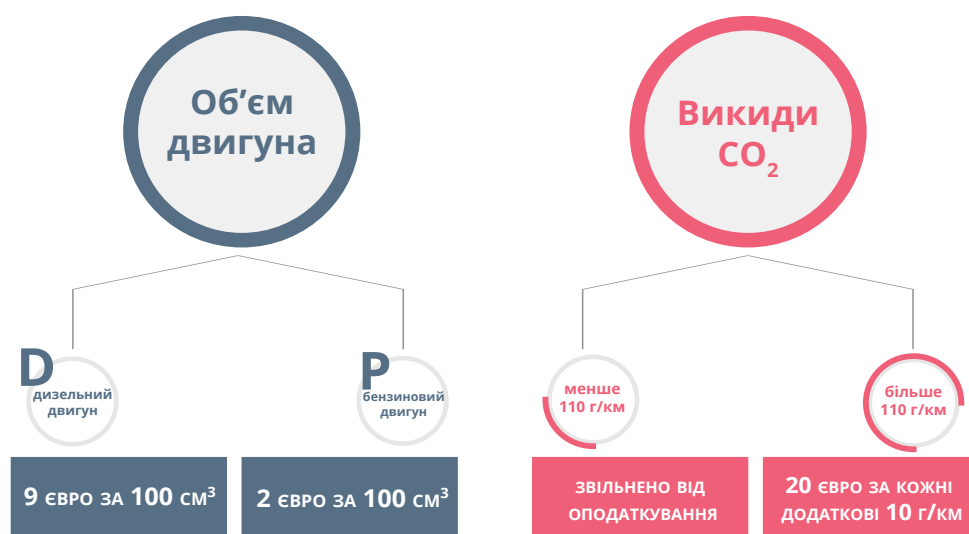 Об’єм
двигуна
D
дизельний
двигун
P
бензиновий
двигун
9 ЄВРО ЗА 100 СМ³
2 ЄВРО ЗА 100 СМ³
Викиди
CO₂
менше
110 г/км
більше
110 г/км
ЗВІЛЬНЕНО ВІД
ОПОДАТКУВАННЯ
20 ЄВРО ЗА КОЖНІ
ДОДАТКОВІ 10 Г/КМ